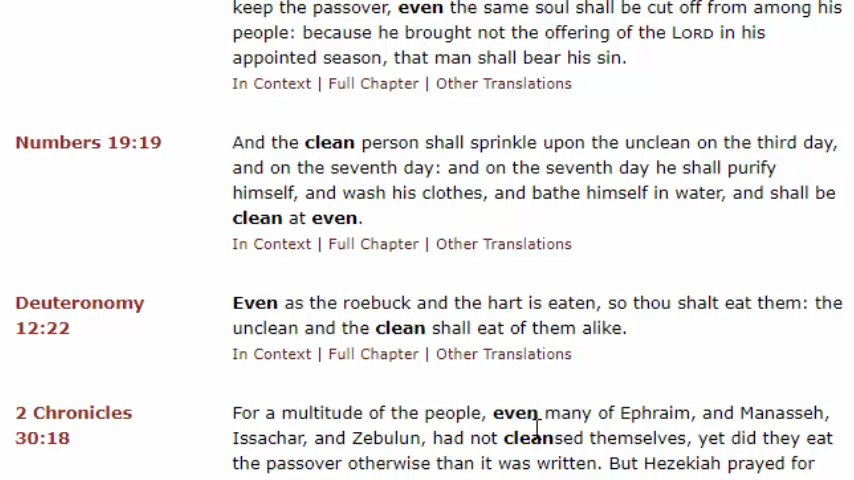 keep the passover, even the same soul shall be cut off from among his
people: because he brought not the offering of the LORD in his
appointed season, that man shall bear his sin.
In Context | Full Chapter | Other Translations
Numbers 19:19
And the clean person shall sprinkle upon the unclean on the third day,
and on the seventh day: and on the seventh day he shall purify
himself, and wash his clothes, and bathe himself in water, and shall be
clean at even.
In Context | Full Chapter | Other Translations
Deuteronomy
12:22
Even as the roebuck and the hart is eaten, so thou shalt eat them: the
unclean and the clean shall eat of them alike.
In Context | Full Chapter | Other Translations
2 Chronicles
30:18
For a multitude of the people, even many of Ephraim, and Manasseh,
Issachar, and Zebulun, had not cleansed themselves, yet did they eat
the passover otherwise than it was written. But Hezekiah prayed for